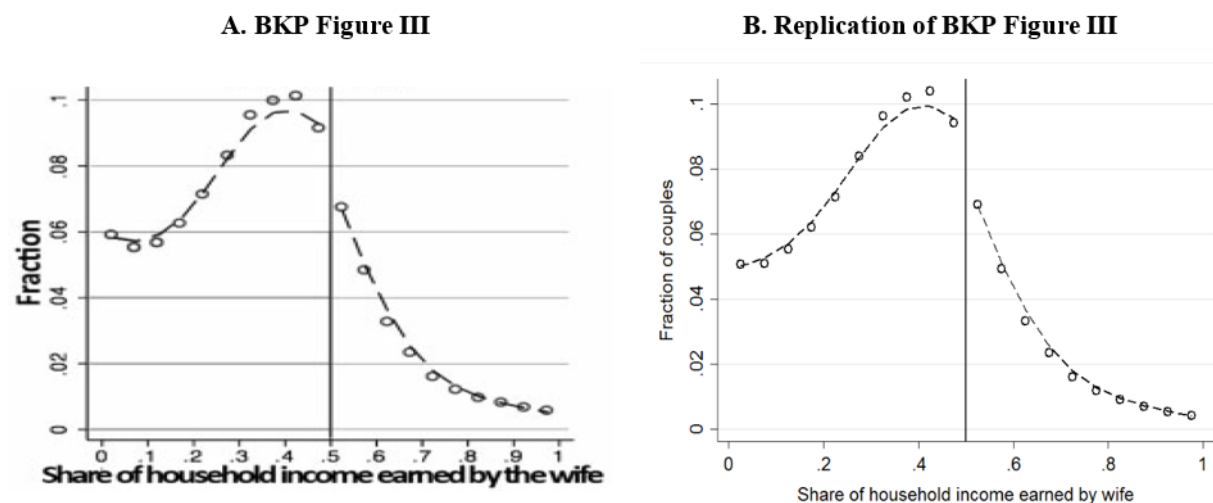 A. BKP Figure III
.1
.08
.06
.04
.02
0
Fraction
0 .1 .2 .3 .4 .5 .6 .7 .8 .9 1
Share of household income earned by the wife
B. Replication of BKP Figure III
.1
.08
.06
.04
.02
0
Fraction of couples
0 .2 .4 .6 .8 1
Share of household income earned by wife